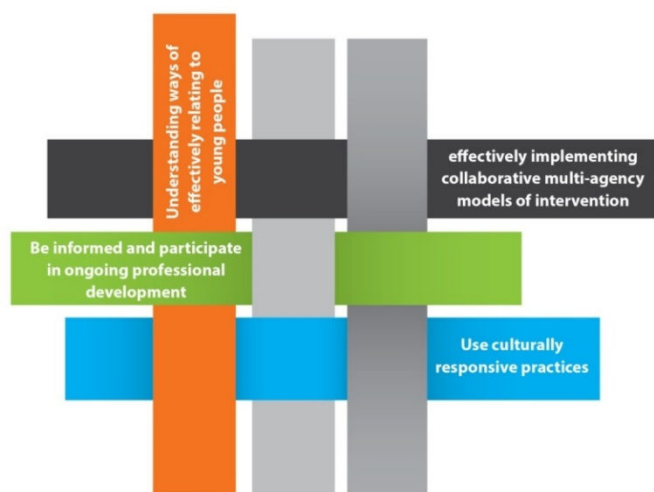 Understanding ways of
effectively relating to
young people
effectively implementing
collaborative multi-agency
models of intervention
Be informed and participate
in ongoing professional
development
Use culturally
responsive practices